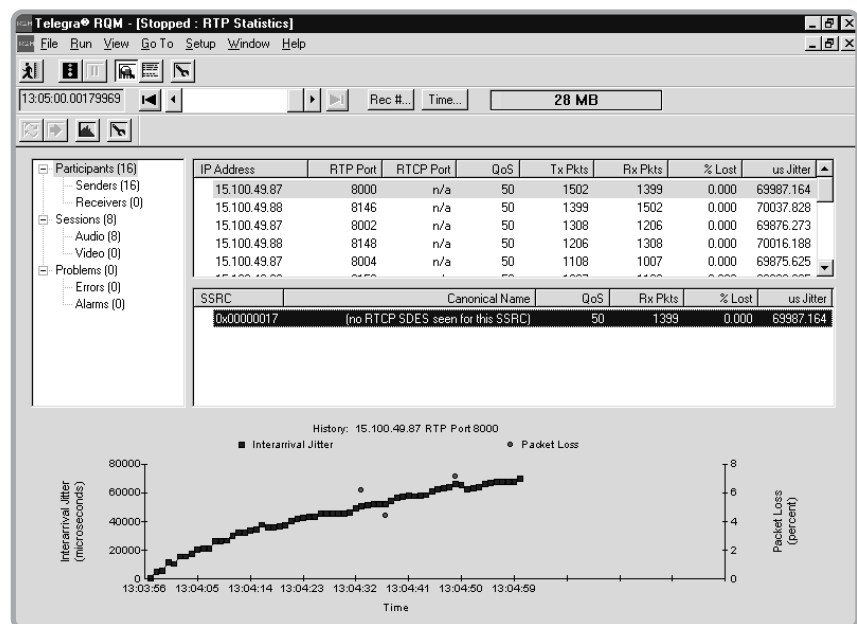 Telegra® RQM - [Stopped : RTP Statistics]
File Run View Go To Setup Window Help
13:05:00.00179969 Rec #... Time... 28 MB
Participants (16)
Senders (16)
Receivers (0)
Sessions (8)
Audio (8)
Video (0)
Problems (0)
Errors (0)
Alarms (0)
IP Address RTP Port RTCP Port QoS Tx Pkts Rx Pkts % Lost us Jitter
15.100.49.87 8000 n/a 50 1502 1399 0.000 69987.164
15.100.49.88 8146 n/a 50 1399 1502 0.000 70037.828
15.100.49.87 8002 n/a 50 1308 1206 0.000 69876.273
15.100.49.88 8148 n/a 50 1206 1308 0.000 70016.188
15.100.49.87 8004 n/a 50 1108 1007 0.000 69875.625
SSRC Canonical Name QoS Rx Pkts % Lost us Jitter
0x00000017 (no RTCP SDES seen for this SSRC) 50 1399 0.000 69987.164
History: 15.100.49.87 RTP Port 8000
Interarrival Jitter Packet Loss
80000 8
60000 6
40000 4
20000 2
0 0
Interarrival Jitter
(microseconds)
Packet Loss
(percent)
13:03:56 13:04:05 13:04:14 13:04:23 13:04:32 13:04:41 13:04:50 13:04:59
Time